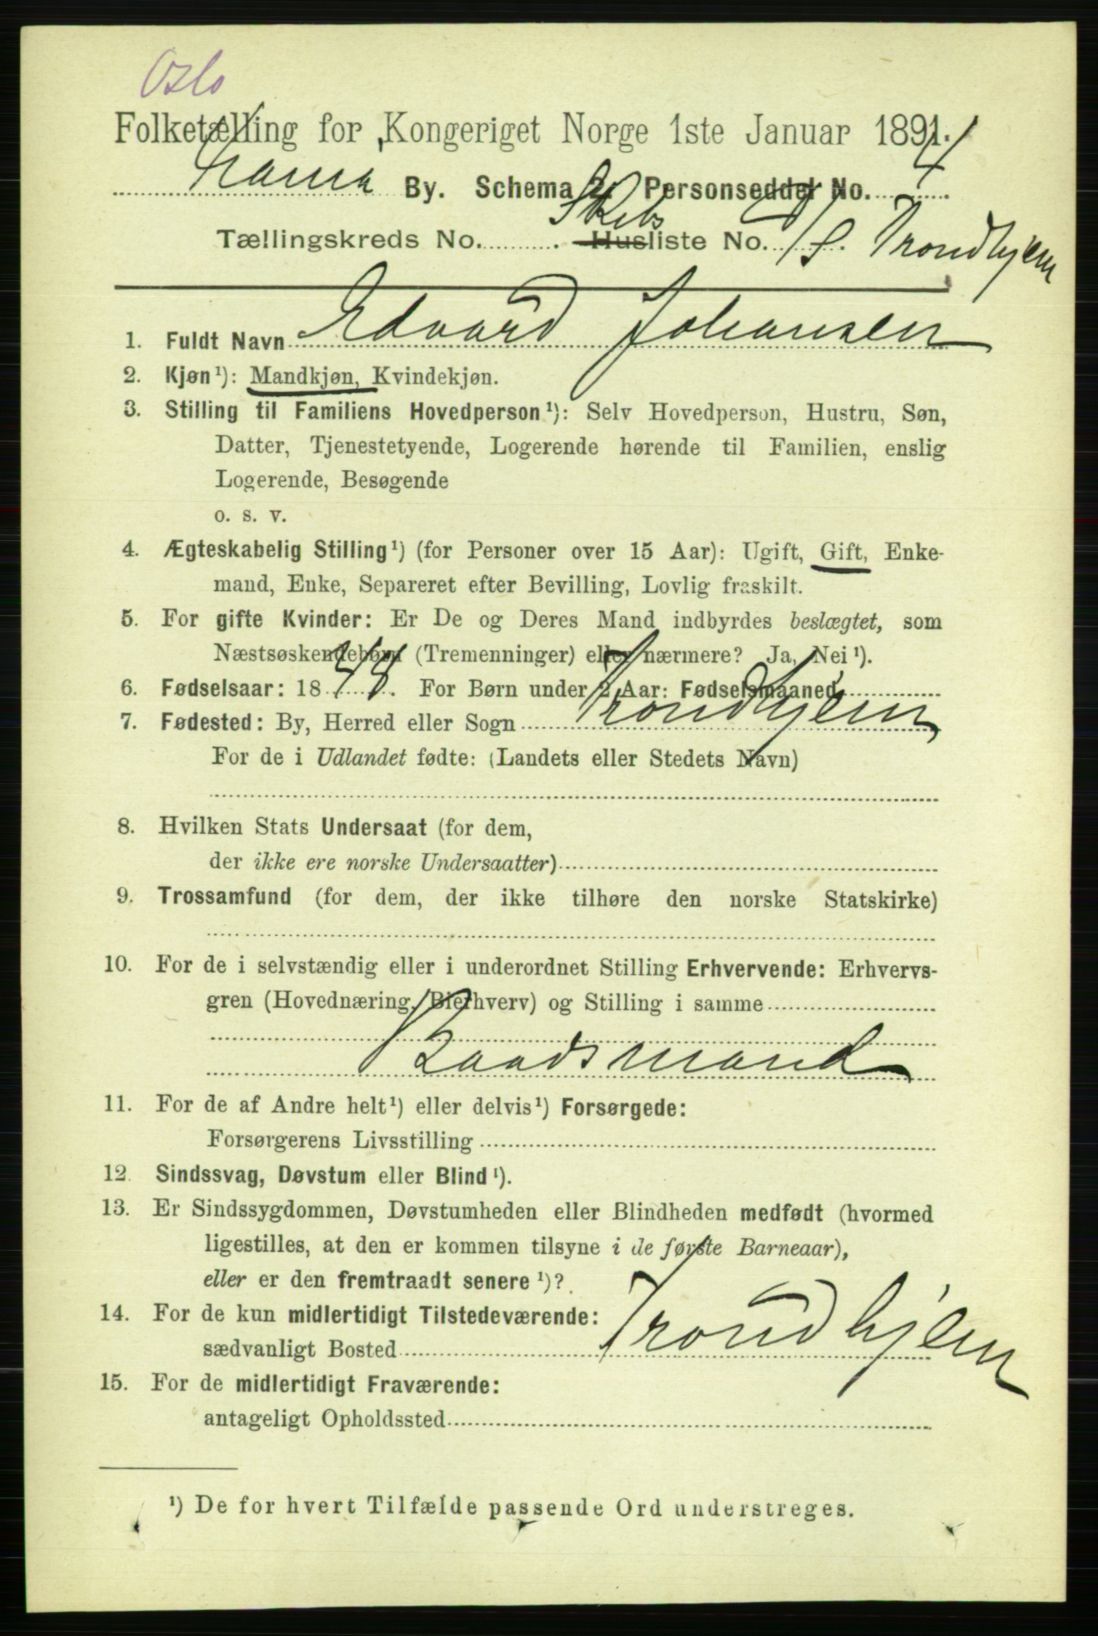 Oslo
Folketælling for Kongeriget Norge 1ste Januar 1891.
By. Schema 2. Personseddel No. 4
Tællingskreds No. . Skibs Husliste No. D/S. Trondhjem
1. Fuldt Navn Edvard Johansen
2. Kjøn¹): Mandkjøn, Kvindekjøn.
3. Stilling til Familiens Hovedperson¹): Selv Hovedperson, Hustru, Søn,
Datter, Tjenestetyende, Logerende hørende til Familien, enslig
Logerende, Besøgende
o. s. v.
4. Ægteskabelig Stilling¹) (for Personer over 15 Aar): Ugift, Gift, Enke-
mand, Enke, Separeret efter Bevilling, Lovlig fraskilt.
5. For gifte Kvinder: Er De og Deres Mand indbyrdes beslægtet, som
Næstsøskendebørn (Tremenninger) eller nærmere? Ja, Nei¹).
6. Fødselsaar: 1844. For Børn under 2 Aar: Fødselsmaaned
7. Fødested: By, Herred eller Sogn Trondhjem
For de i Udlandet fødte: (Landets eller Stedets Navn)
8. Hvilken Stats Undersaat (for dem,
der ikke ere norske Undersaatter)
9. Trossamfund (for dem, der ikke tilhøre den norske Statskirke)
10. For de i selvstændig eller i underordnet Stilling Erhvervende: Erhvervs-
gren (Hovednæring, Bierhverv) og Stilling i samme
Baadsmand
11. For de af Andre helt¹) eller delvis¹) Forsørgede:
Forsørgerens Livsstilling
12. Sindssvag, Døvstum eller Blind¹).
13. Er Sindssygdommen, Døvstumheden eller Blindheden medfødt (hvormed
ligestilles, at den er kommen tilsyne i de første Barneaar),
eller er den fremtraadt senere¹)?
14. For de kun midlertidigt Tilstedeværende:
sædvanligt Bosted Trondhjem
15. For de midlertidigt Fraværende:
antageligt Opholdssted
¹) De for hvert Tilfælde passende Ord understreges.